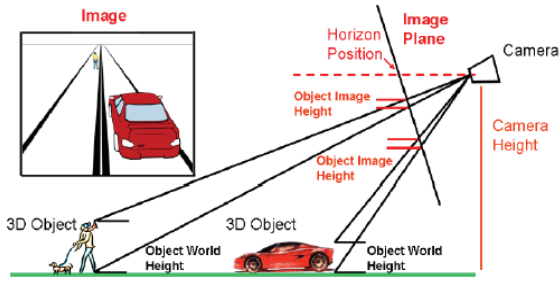 Image
Image
Plane
Horizon
Position
Camera
Object Image
Height
Object Image
Height
Camera
Height
3D Object
3D Object
Object World
Height
Object World
Height